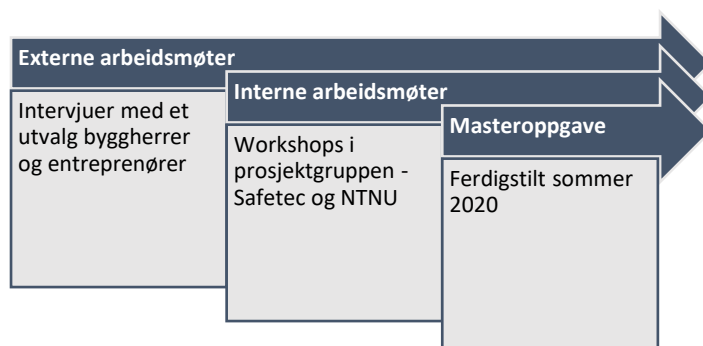 Externe arbeidsmøter
Intervjuer med et
utvalg byggherrer
og entreprenører
Interne arbeidsmøter
Workshops i
prosjektgruppen -
Safetec og NTNU
Masteroppgave
Ferdigstilt sommer
2020